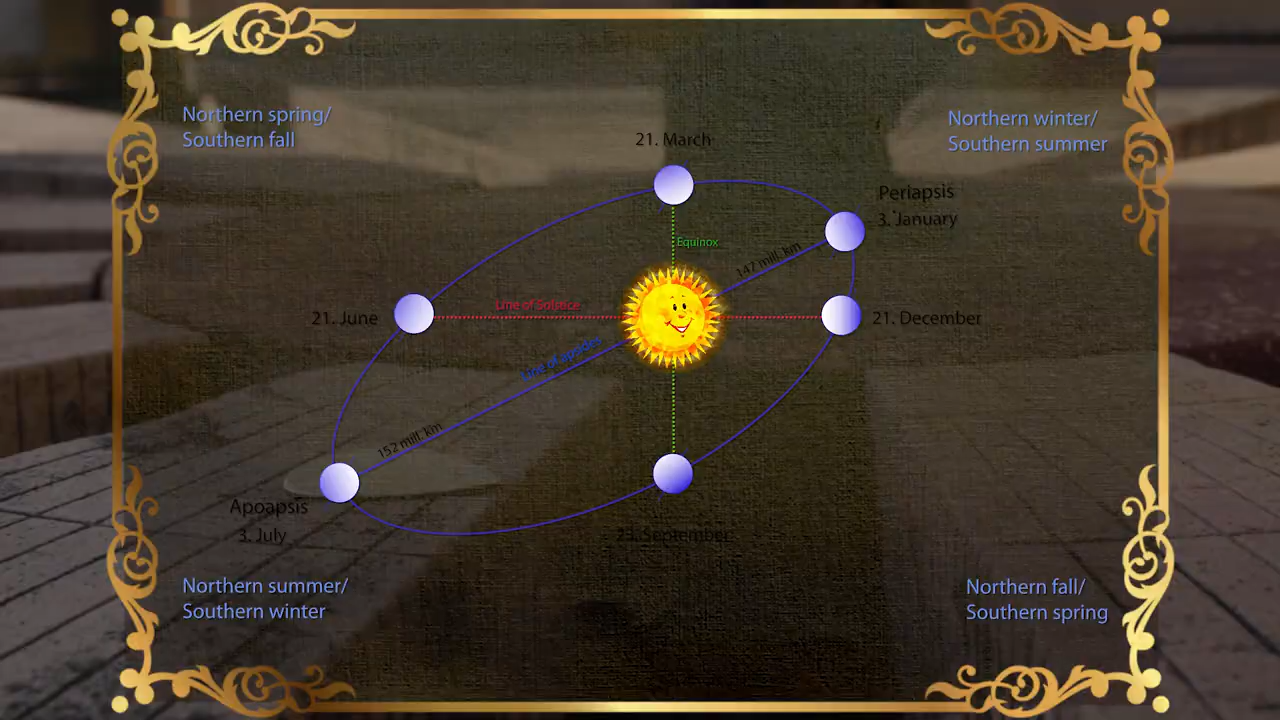 Northern spring/
Southern fall
Northern winter/
Southern summer
21. March
Periapsis
3. January
Equinox
147 mill. km
Line of Solstice
21. June
21. December
Line of apsides
152 mill. km
Apoapsis
3. July
23. September
Northern summer/
Southern winter
Northern fall/
Southern spring